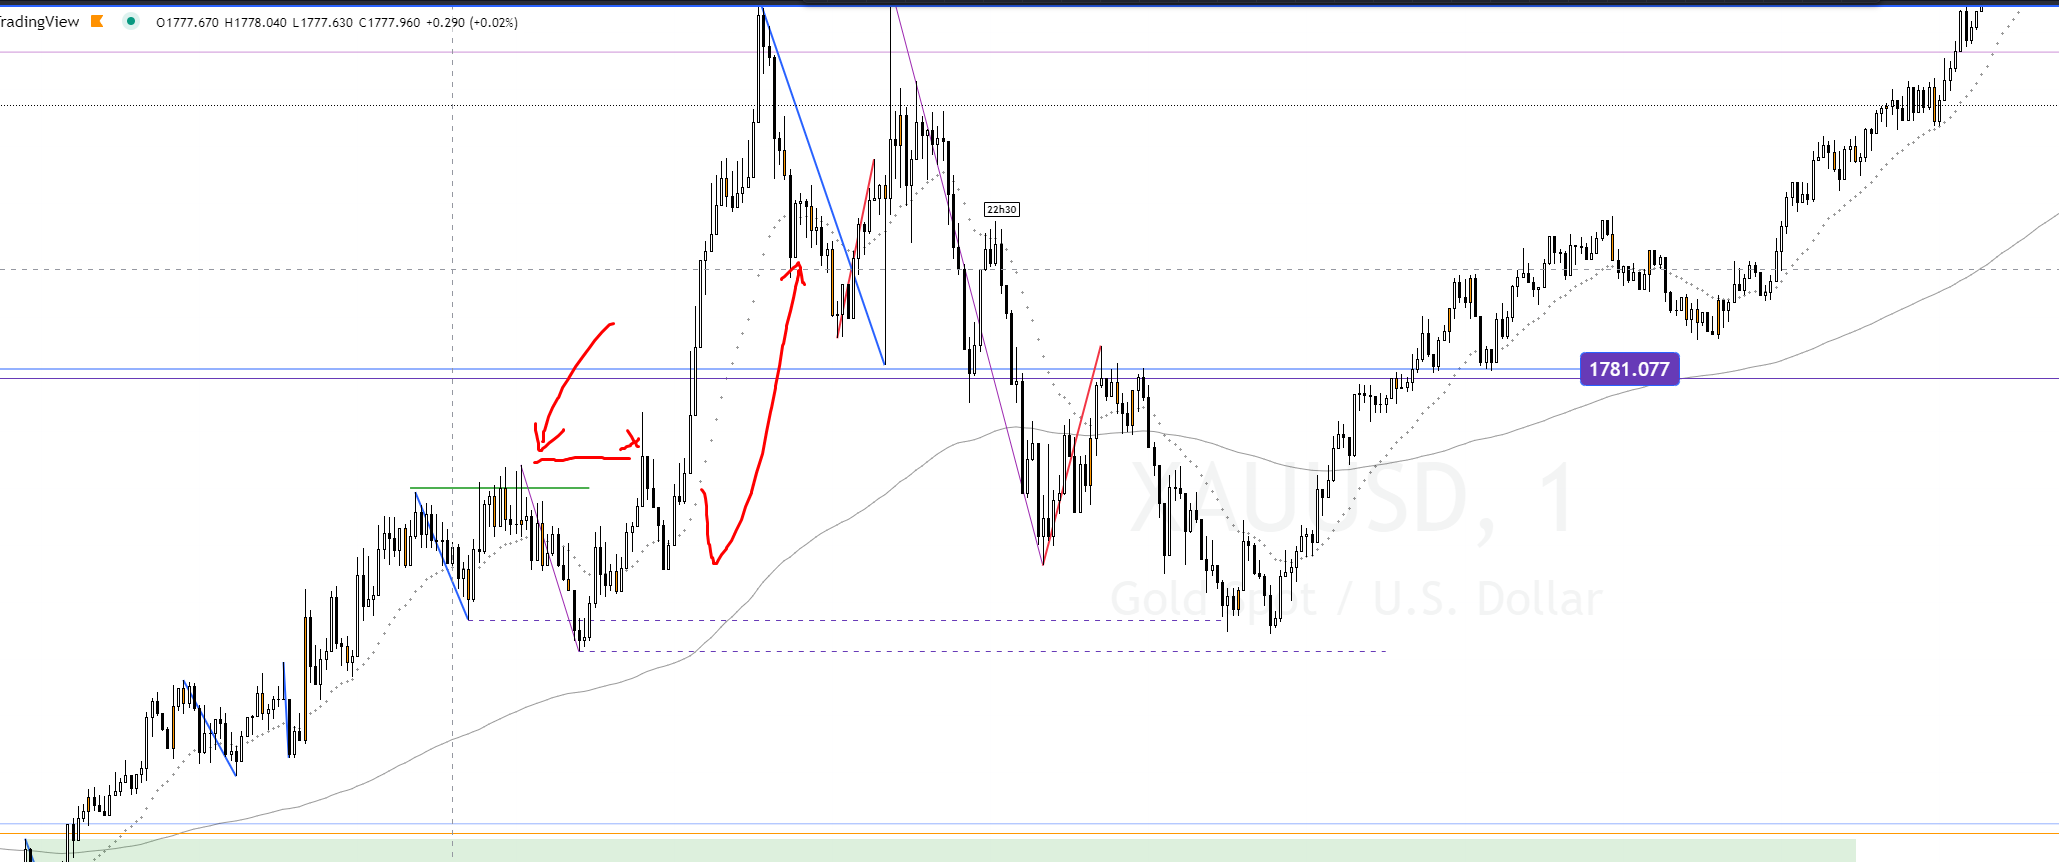 TradingView O1777.670 H1778.040 L1777.630 C1777.960 +0.290 (+0.02%)
22h30
1781.077
XAUUSD, 1
Gold Spot / U.S. Dollar